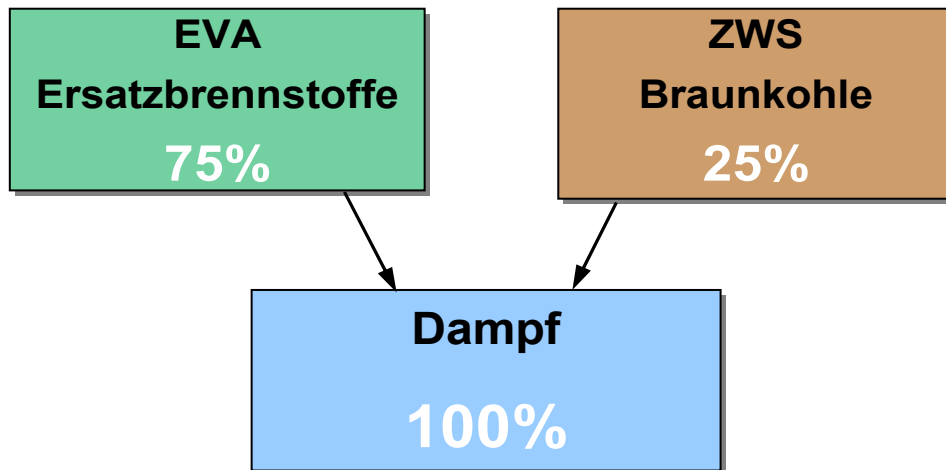 EVA
Ersatzbrennstoffe
75%
ZWS
Braunkohle
25%
Dampf
100%